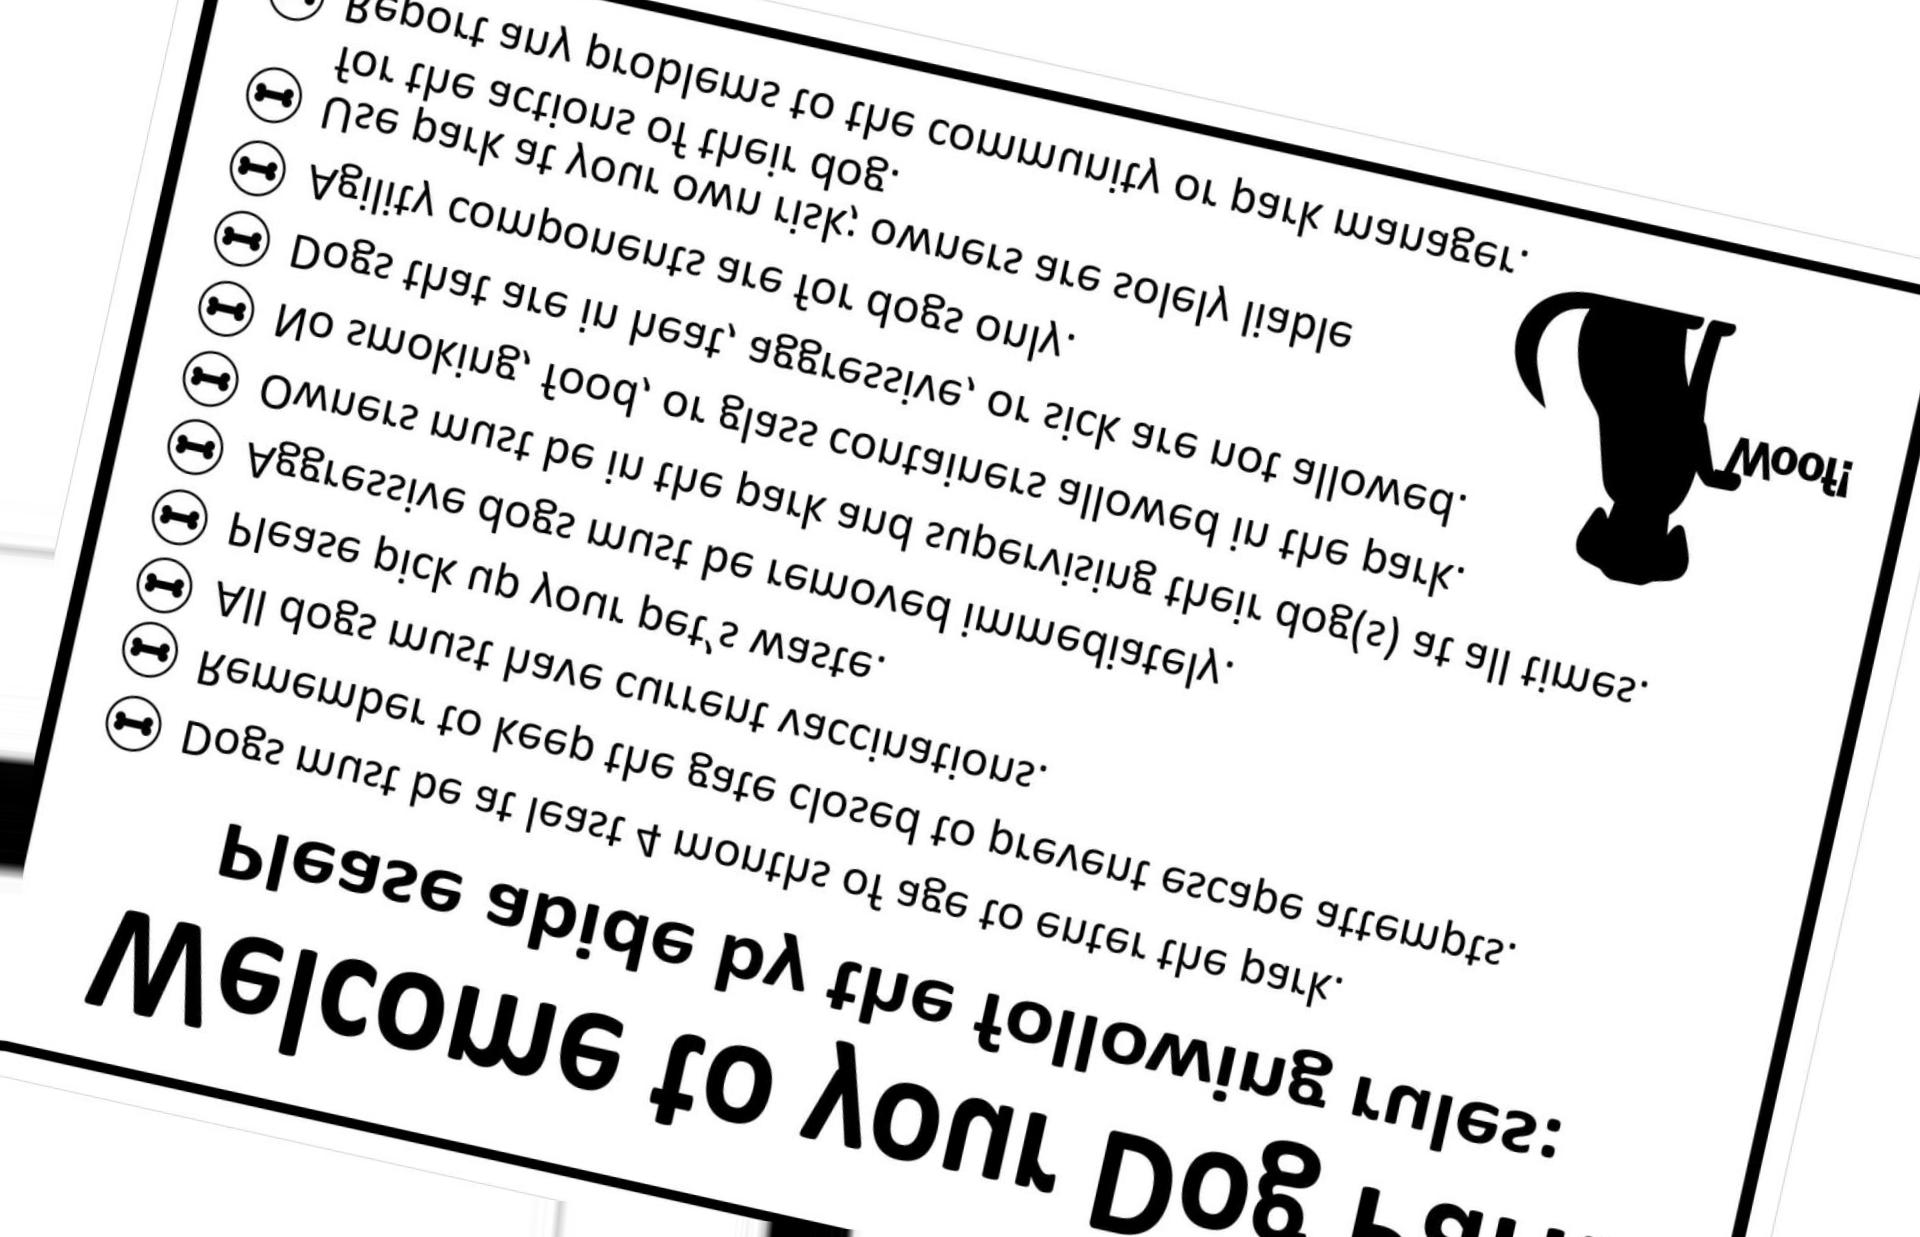 Welcome to your Dog Park
Please abide by the following rules:
Dogs must be at least 4 months of age to enter the park.
Remember to keep the gate closed to prevent escape attempts.
All dogs must have current vaccinations.
Please pick up your pet's waste.
Aggressive dogs must be removed immediately.
Owners must be in the park and supervising their dog(s) at all times.
No smoking, food, or glass containers allowed in the park.
Dogs that are in heat, aggressive, or sick are not allowed.
Agility components are for dogs only.
Use park at your own risk; owners are solely liable
for the actions of their dog.
Report any problems to the community or park manager.
Woof!